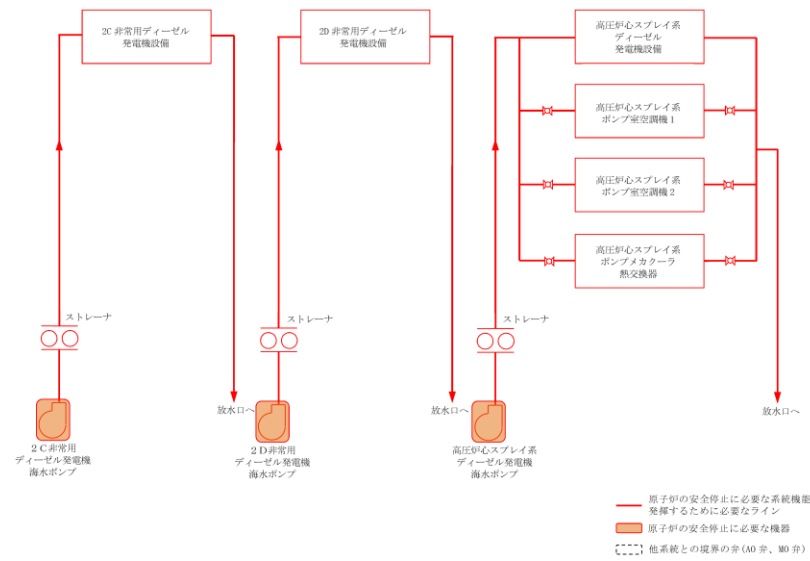 2C 非常用ディーゼル
発電機設備
2D 非常用ディーゼル
発電機設備
高圧炉心スプレイ系
ディーゼル
発電機設備
高圧炉心スプレイ系
ポンプ室空調機1
高圧炉心スプレイ系
ポンプ室空調機2
高圧炉心スプレイ系
ポンプメカクーラ
熱交換器
ストレーナ
ストレーナ
ストレーナ
放水口へ
放水口へ
放水口へ
2C非常用
ディーゼル発電機
海水ポンプ
2D非常用
ディーゼル発電機
海水ポンプ
高圧炉心スプレイ系
ディーゼル発電機
海水ポンプ
原子炉の安全停止に必要な系統機能
発揮するために必要なライン
原子炉の安全停止に必要な機器
他系統との境界の弁(AO 弁、MO 弁)